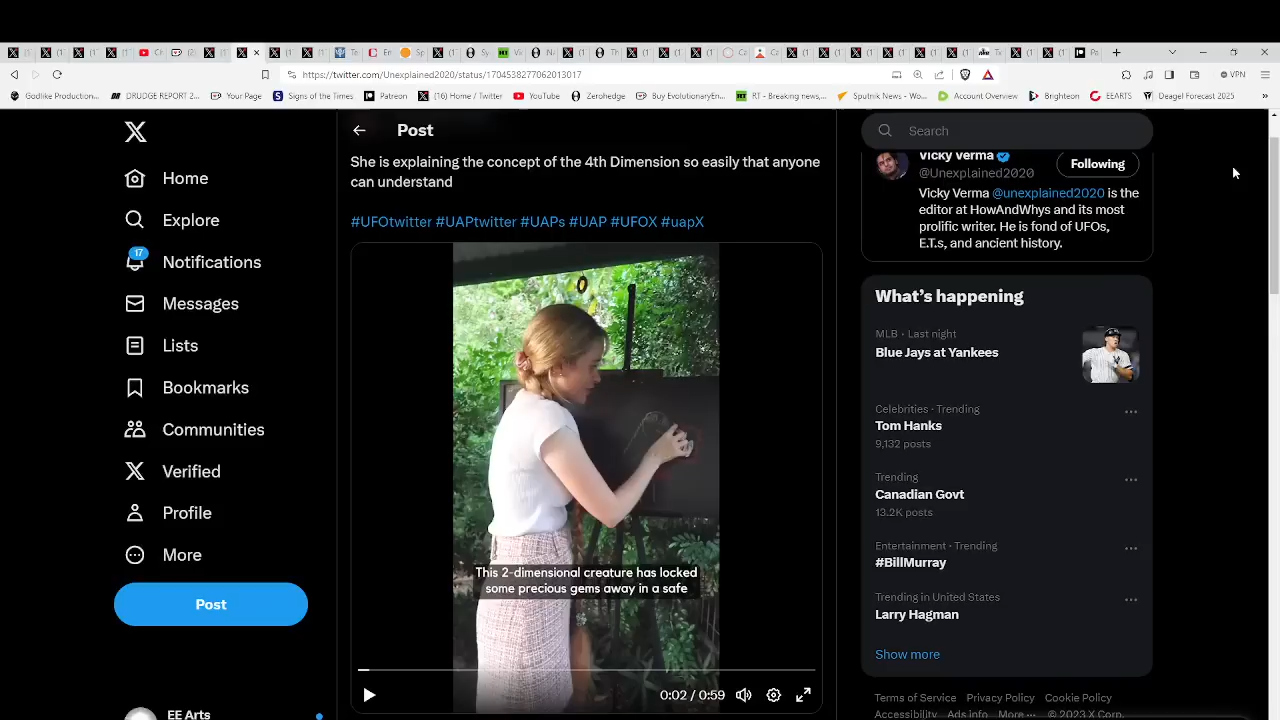 https://twitter.com/Unexplained2020/status/1704538277062013017
VPN
Godlike Production...
DRUDGE REPORT 2...
Your Page
Signs of the Times
Patreon
(16) Home / Twitter
YouTube
Zerohedge
Buy EvolutionaryEn...
RT - Breaking news,...
Sputnik News - Wo...
Account Overview
Brighteon
EEARTS
Deagel Forecast 2025
Home
Explore
17
Notifications
Messages
Lists
Bookmarks
Communities
Verified
Profile
More
Post
EE Arts
Post
She is explaining the concept of the 4th Dimension so easily that anyone
can understand
#UFOtwitter #UAPtwitter #UAPs #UAP #UFOX #uapX
This 2-dimensional creature has locked
some precious gems away in a safe
0:02 / 0:59
Search
Vicky Verma
@Unexplained2020
Following
Vicky Verma @unexplained2020 is the
editor at HowAndWhys and its most
prolific writer. He is fond of UFOs,
E.T.s, and ancient history.
What's happening
MLB · Last night
Blue Jays at Yankees
Celebrities · Trending
Tom Hanks
9,132 posts
Trending
Canadian Govt
13.2K posts
Entertainment · Trending
#BillMurray
Trending in United States
Larry Hagman
Show more
Terms of Service Privacy Policy Cookie Policy
Accessibility Ads info More ... © 2023 X Corp.